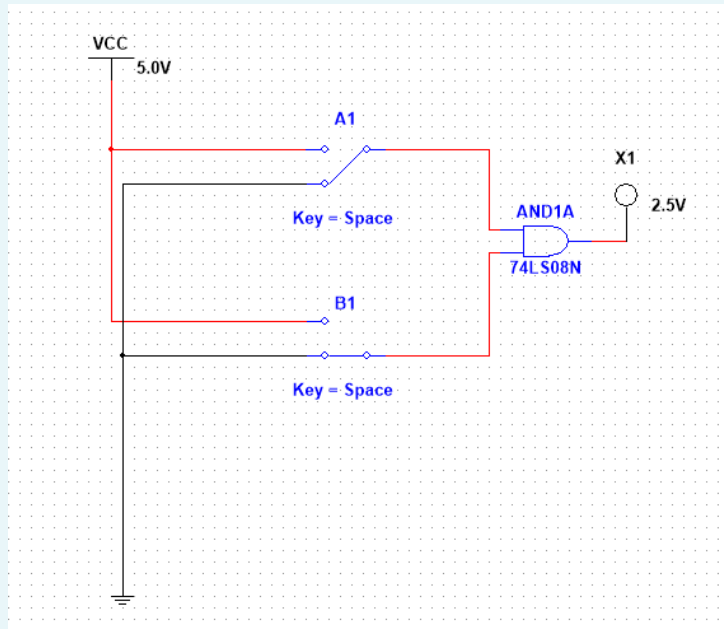 VCC
5.0V
A1
Key = Space
X1
2.5V
AND1A
74LS08N
B1
Key = Space